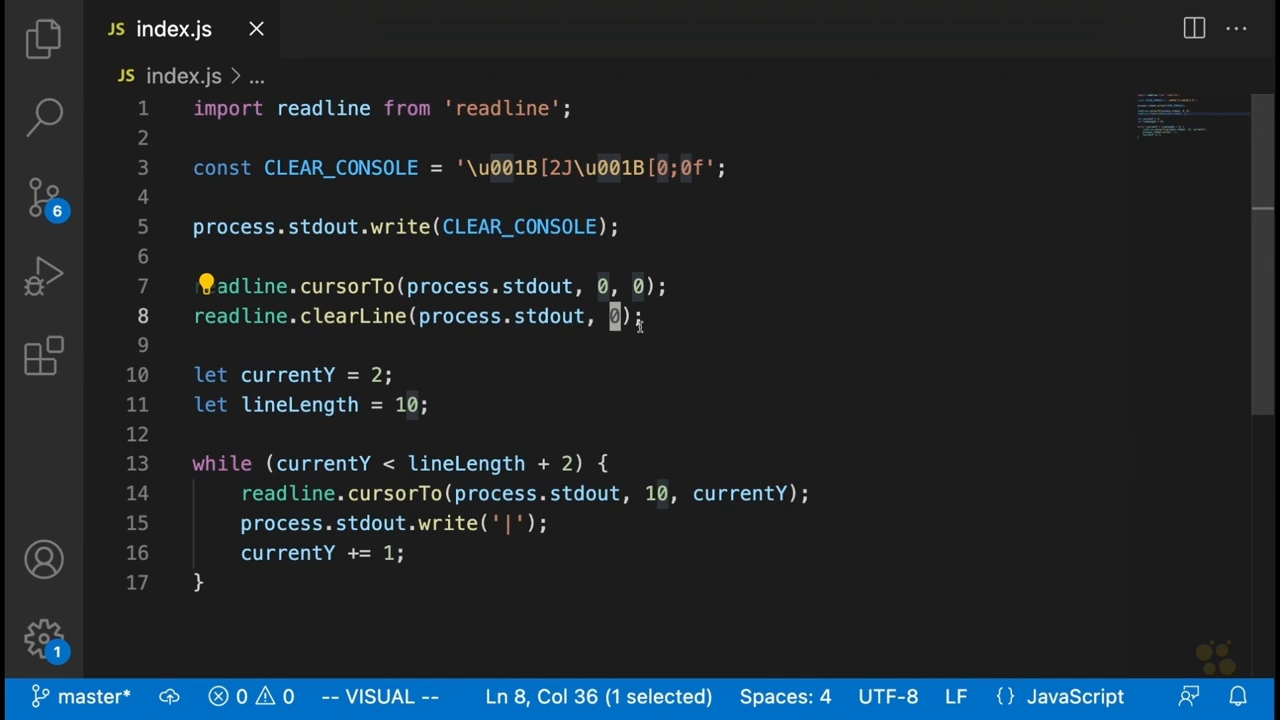 JS index.js
JS index.js > ...
1 import readline from 'readline';
2
3 const CLEAR_CONSOLE = '\u001B[2J\u001B[0;0f';
4
5 process.stdout.write(CLEAR_CONSOLE);
6
7 readline.cursorTo(process.stdout, 0, 0);
8 readline.clearLine(process.stdout, 0);
9
10 let currentY = 2;
11 let lineLength = 10;
12
13 while (currentY < lineLength + 2) {
14     readline.cursorTo(process.stdout, 10, currentY);
15     process.stdout.write('|');
16     currentY += 1;
17 }
6
1
master* 0 0 -- VISUAL -- Ln 8, Col 36 (1 selected) Spaces: 4 UTF-8 LF {} JavaScript